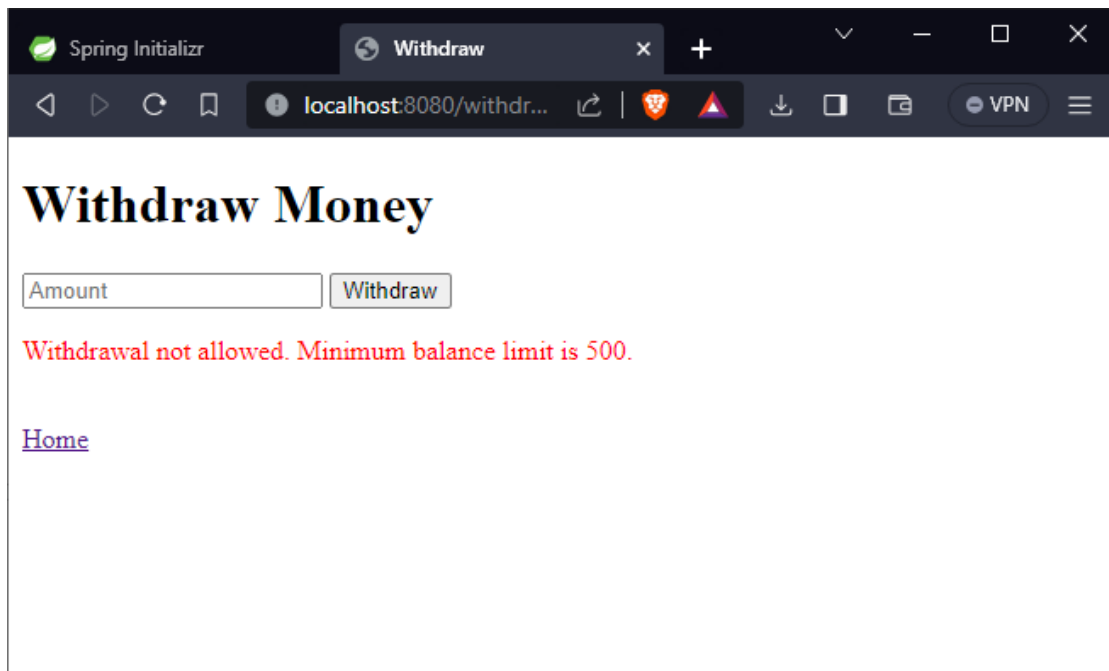 Spring Initializr
Withdraw
localhost:8080/withdr...
VPN
Withdraw Money
Amount
Withdraw
Withdrawal not allowed. Minimum balance limit is 500.
Home